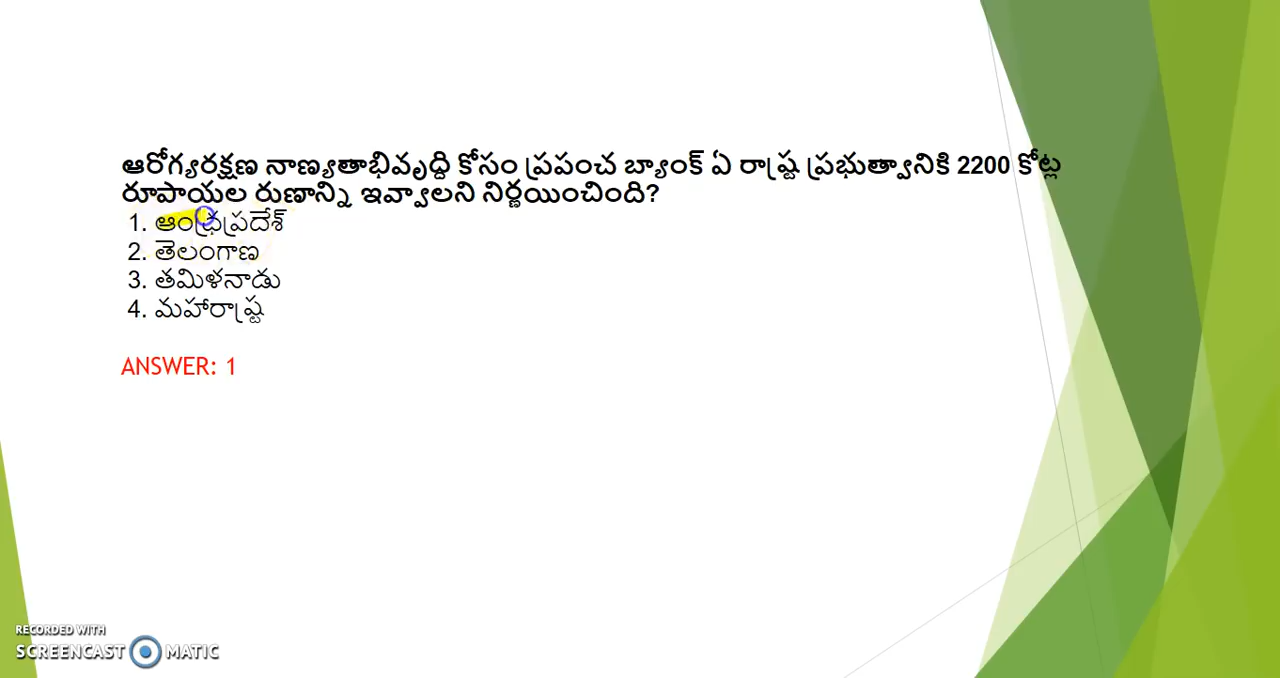 ఆరోగ్యరక్షణ నాణ్యతాభివృద్ధి కోసం ప్రపంచ బ్యాంక్ ఏ రాష్ట్ర ప్రభుత్వానికి 2200 కోట్ల
రూపాయల రుణాన్ని ఇవ్వాలని నిర్ణయించింది?
1. ఆంధ్రప్రదేశ్
2. తెలంగాణ
3. తమిళనాడు
4. మహారాష్ట్ర
ANSWER: 1
RECORDED WITH
SCREENCAST MATIC